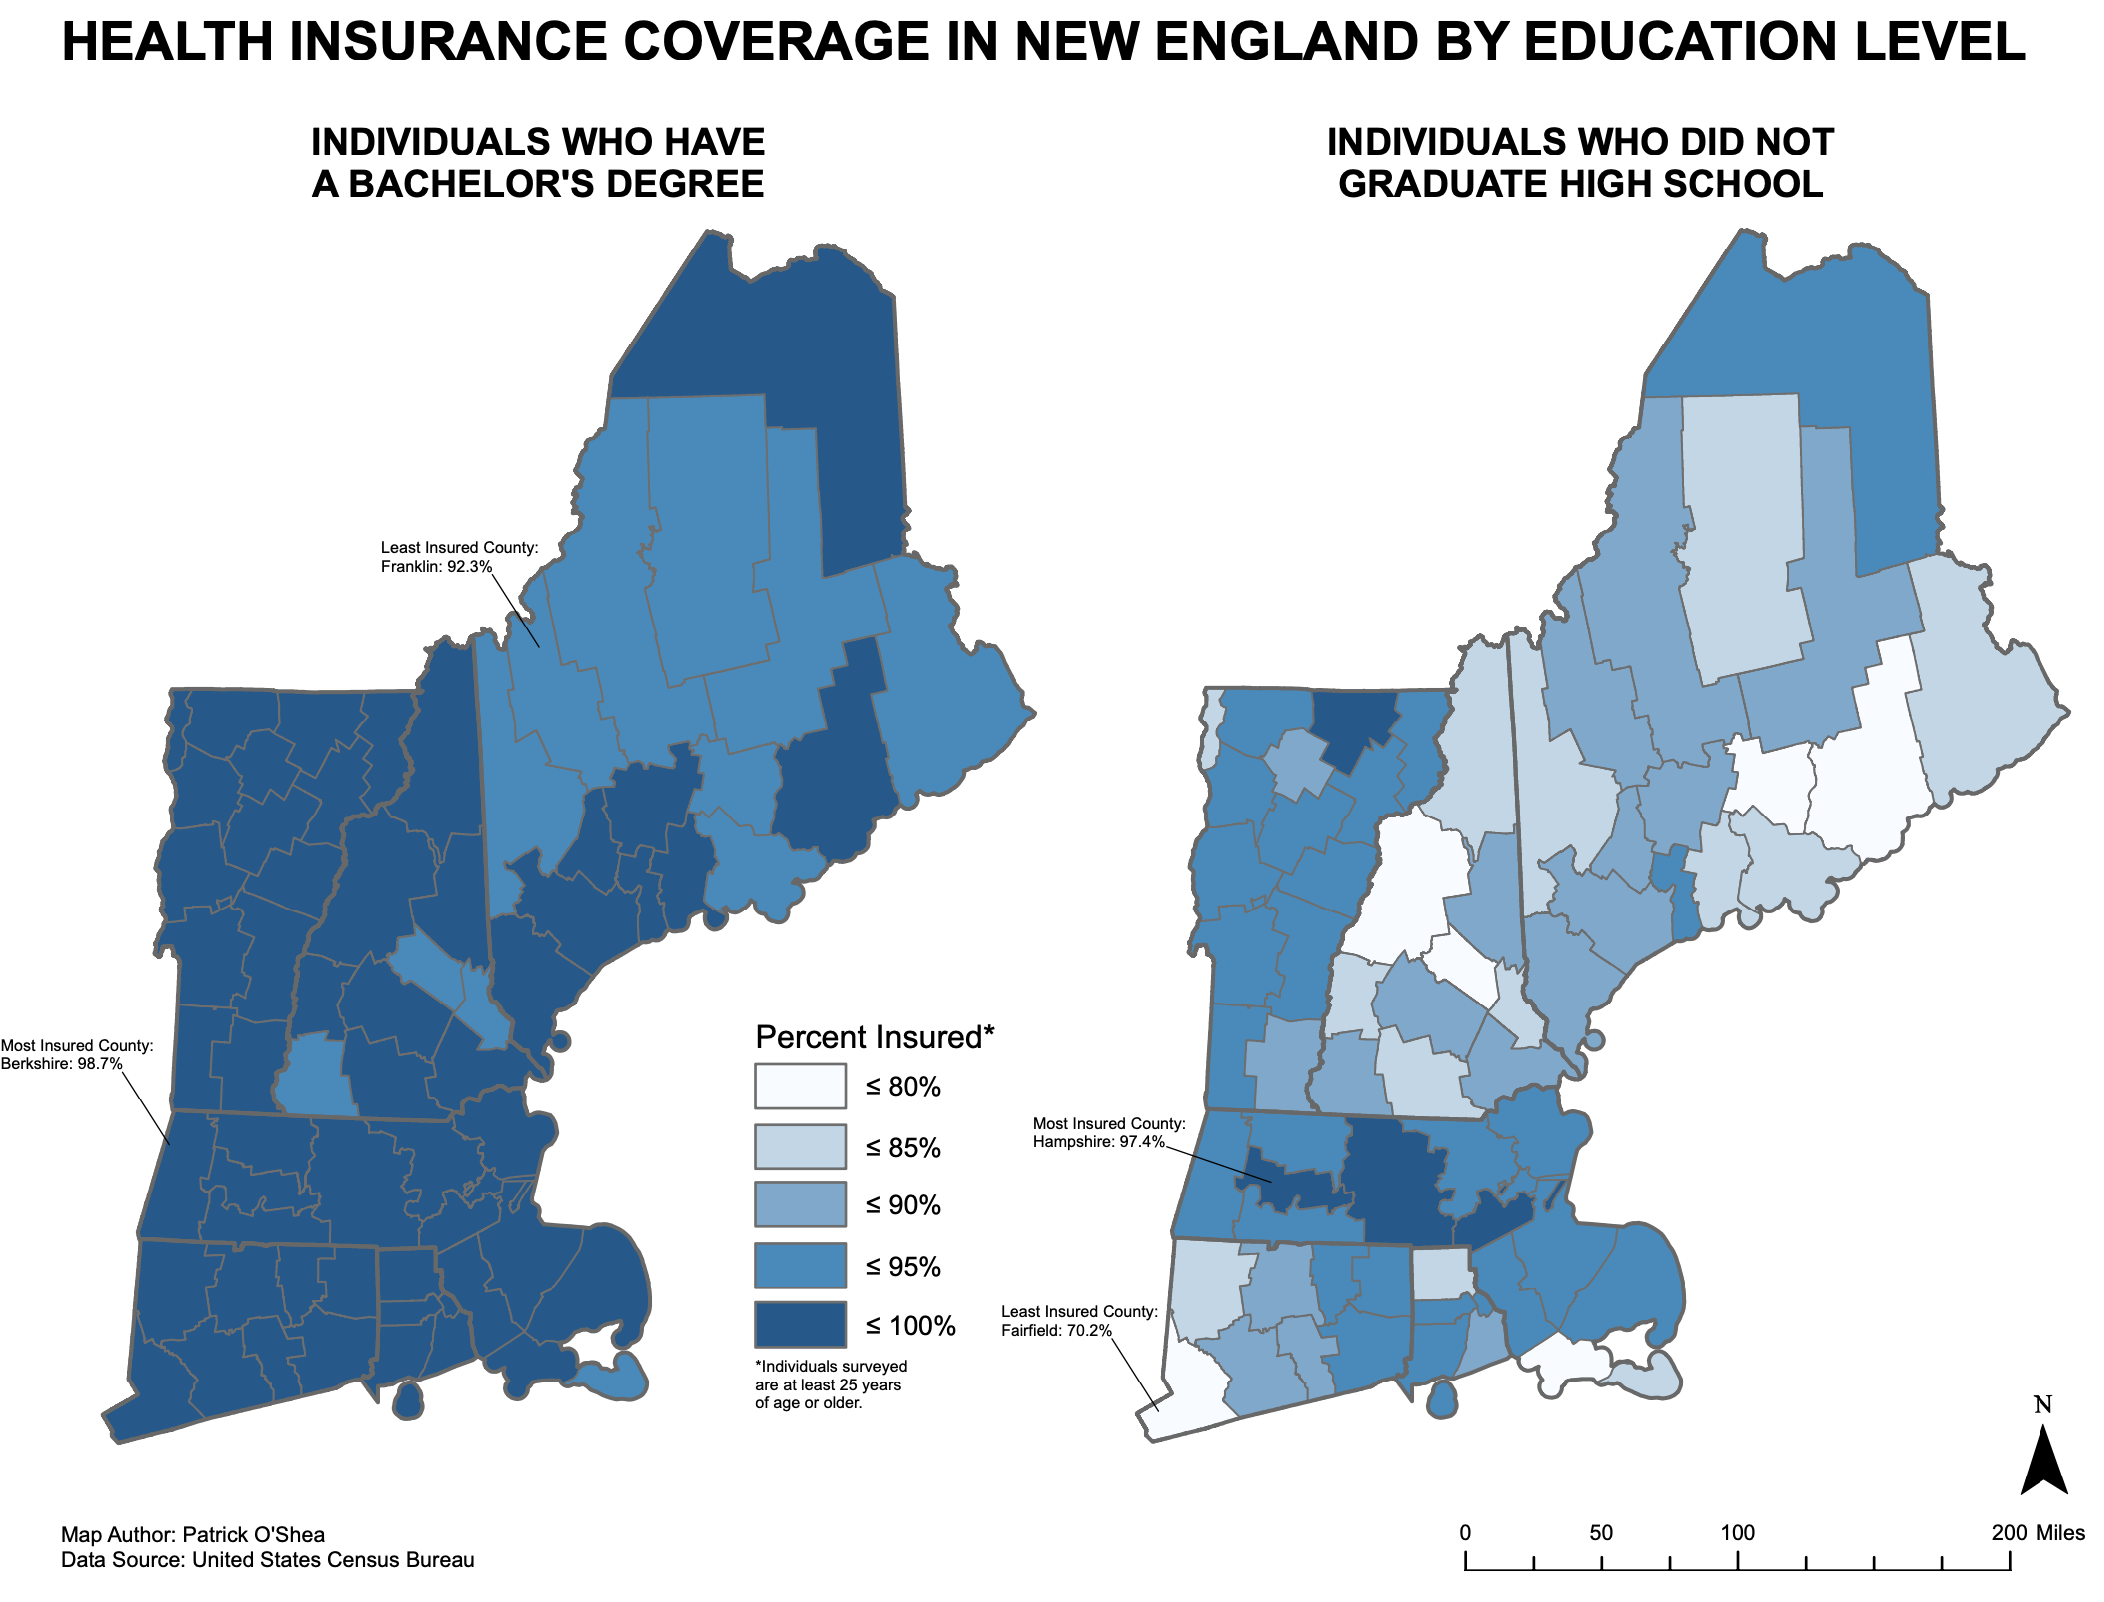 HEALTH INSURANCE COVERAGE IN NEW ENGLAND BY EDUCATION LEVEL
INDIVIDUALS WHO HAVE
A BACHELOR'S DEGREE
INDIVIDUALS WHO DID NOT
GRADUATE HIGH SCHOOL
Least Insured County:
Franklin: 92.3%
Most Insured County:
Berkshire: 98.7%
Percent Insured*
≤ 80%
≤ 85%
≤ 90%
≤ 95%
≤ 100%
*Individuals surveyed
are at least 25 years
of age or older.
Most Insured County:
Hampshire: 97.4%
Least Insured County:
Fairfield: 70.2%
N
Map Author: Patrick O'Shea
Data Source: United States Census Bureau
0 50 100 200 Miles